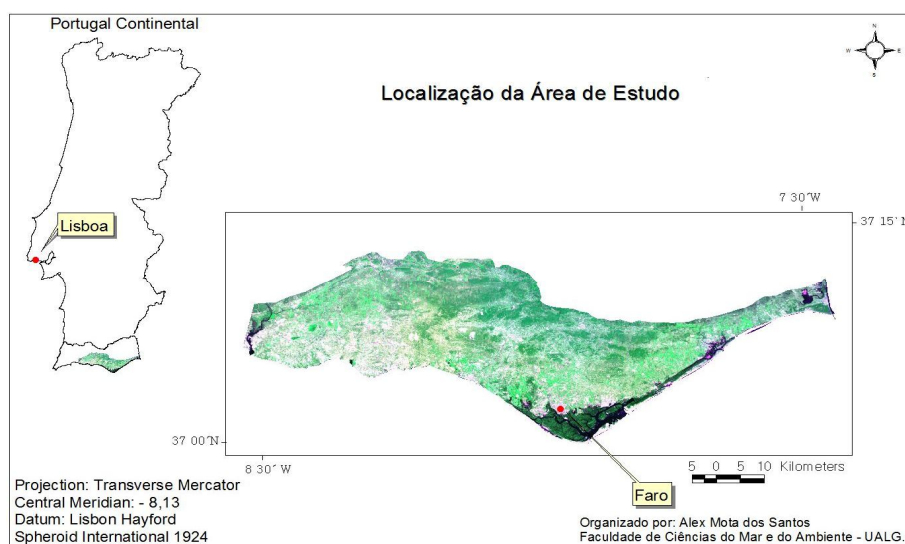 Portugal Continental
N
W E
S
Localização da Área de Estudo
7 30´W
37 15´N
Lisboa
37 00´N
8 30´ W
5 0 5 10 Kilometers
Faro
Projection: Transverse Mercator
Central Meridian: - 8,13
Datum: Lisbon Hayford
Spheroid International 1924
Organizado por: Alex Mota dos Santos
Faculdade de Ciências do Mar e do Ambiente - UALG.